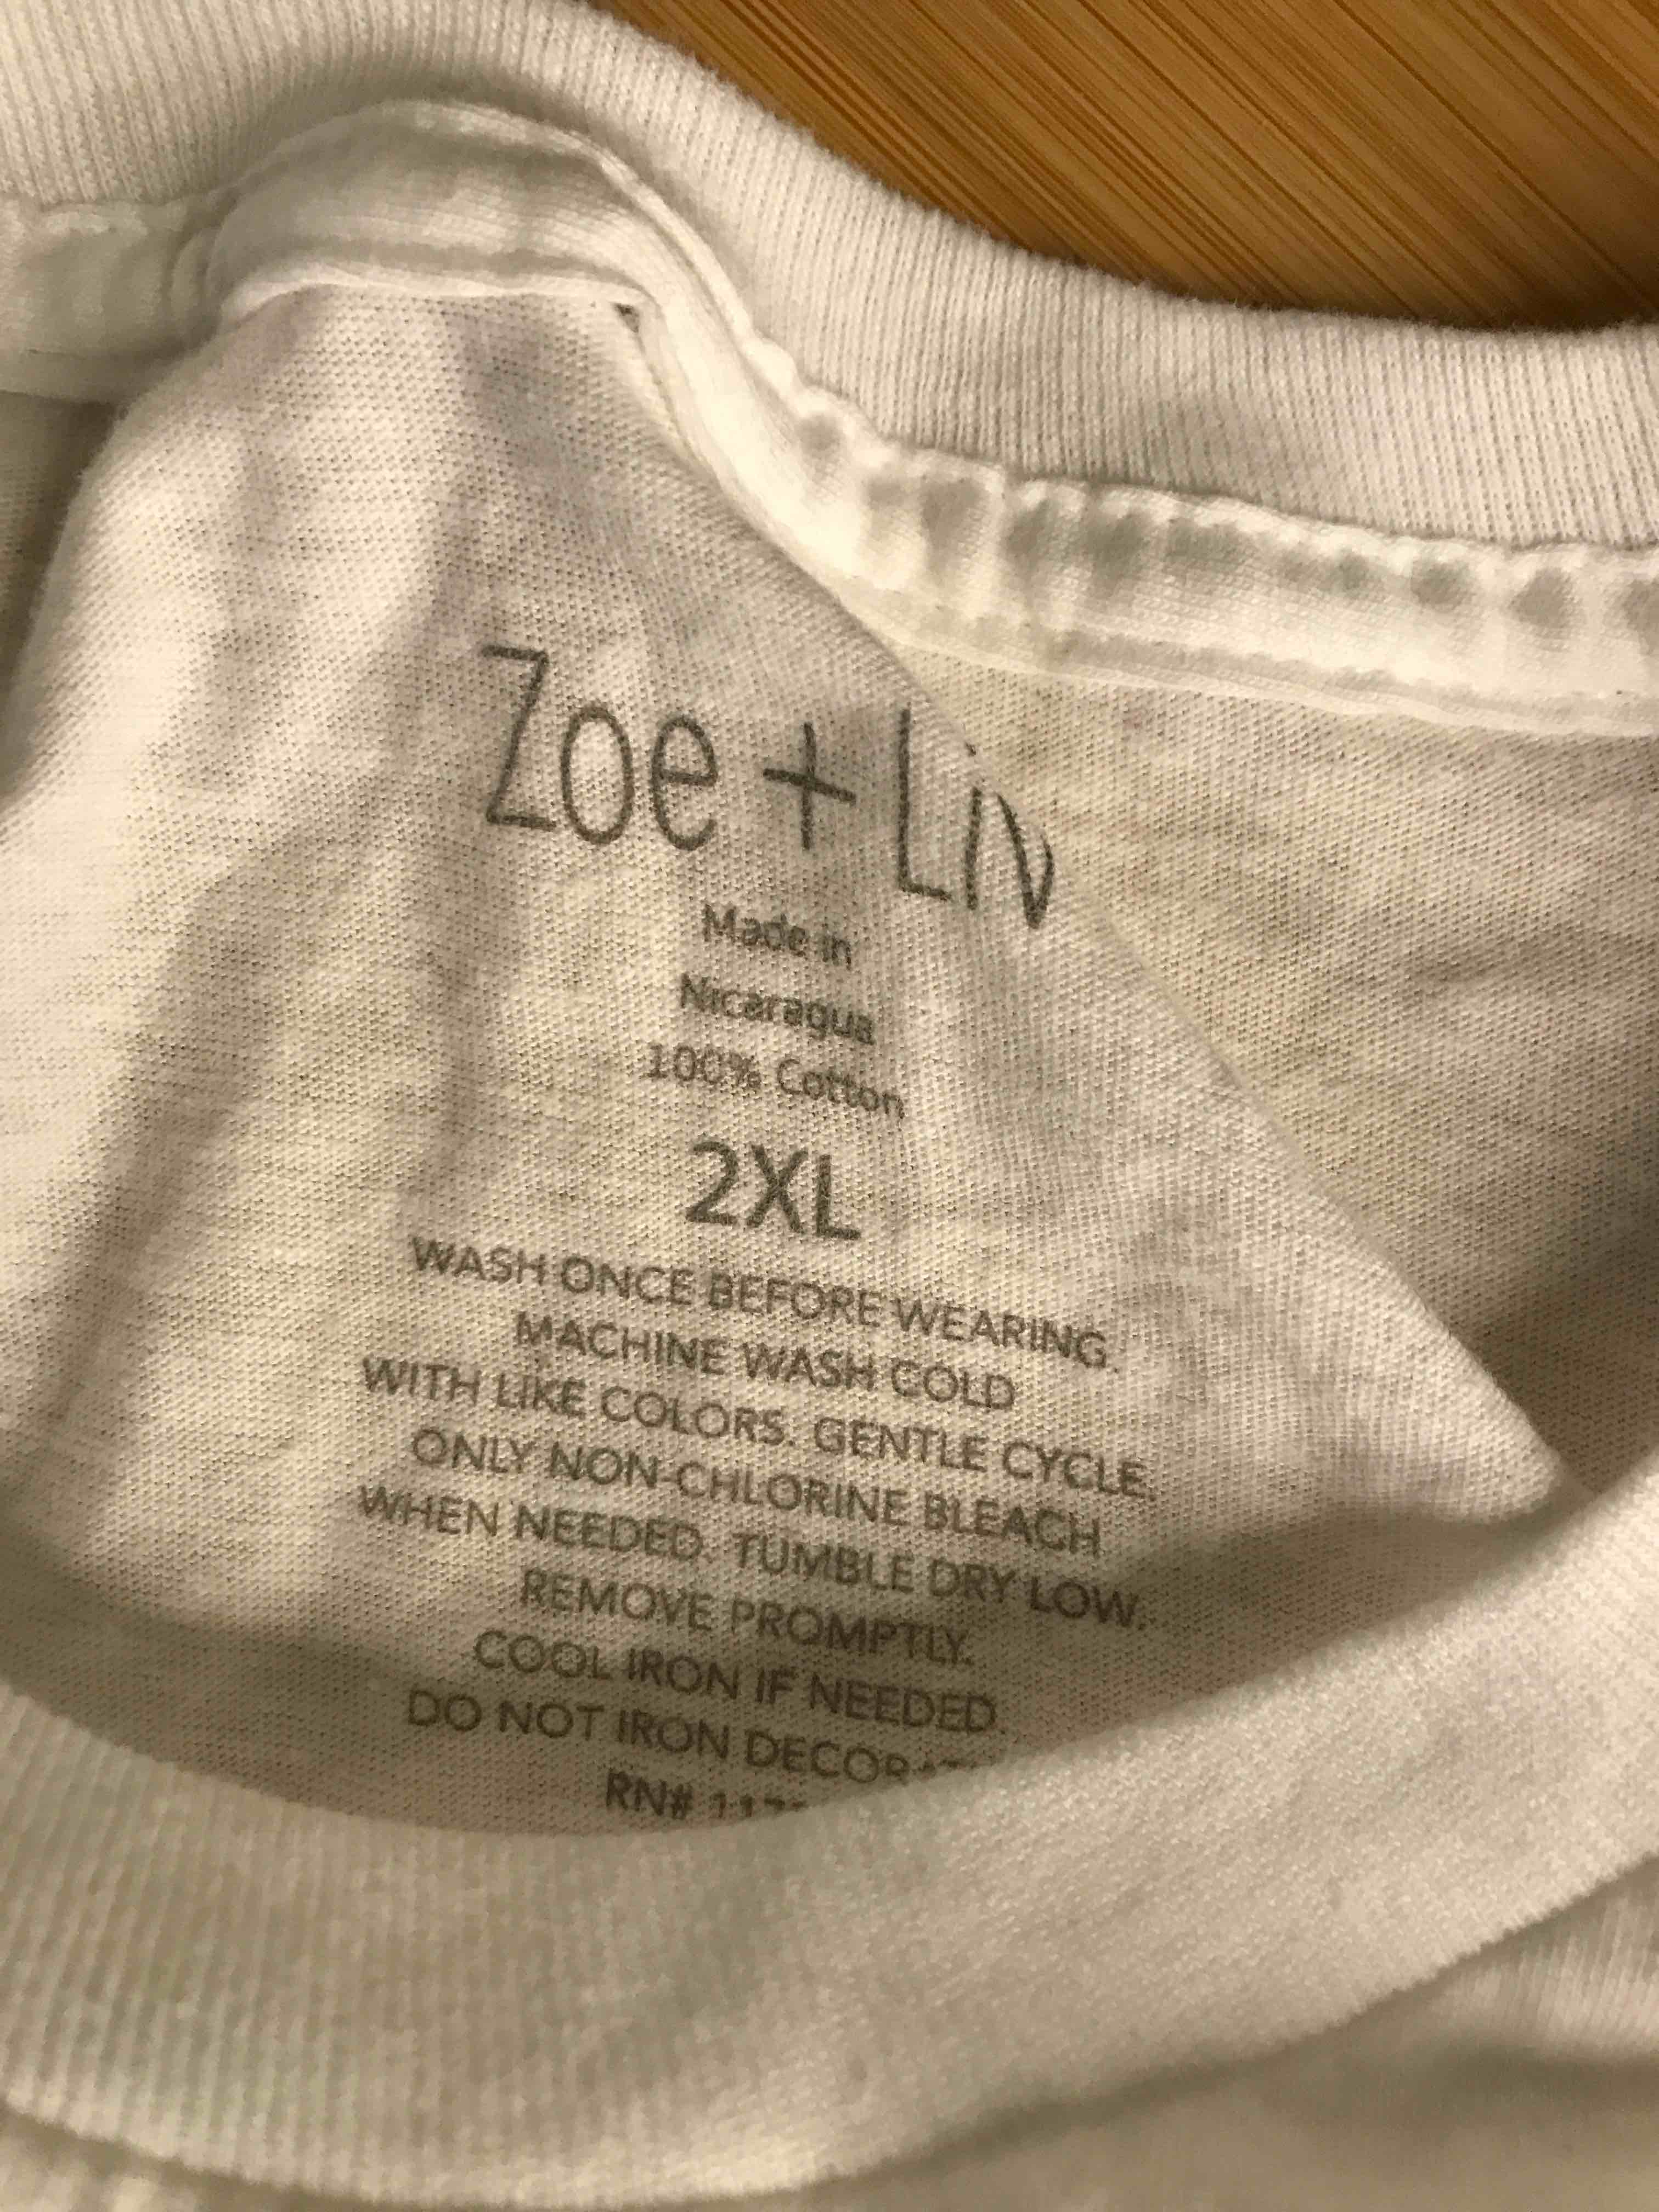 Zoe + Liv
Made in
Nicaragua
100% Cotton
2XL
WASH ONCE BEFORE WEARING.
MACHINE WASH COLD
WITH LIKE COLORS. GENTLE CYCLE.
ONLY NON-CHLORINE BLEACH
WHEN NEEDED. TUMBLE DRY LOW.
REMOVE PROMPTLY.
COOL IRON IF NEEDED.
DO NOT IRON
RN#